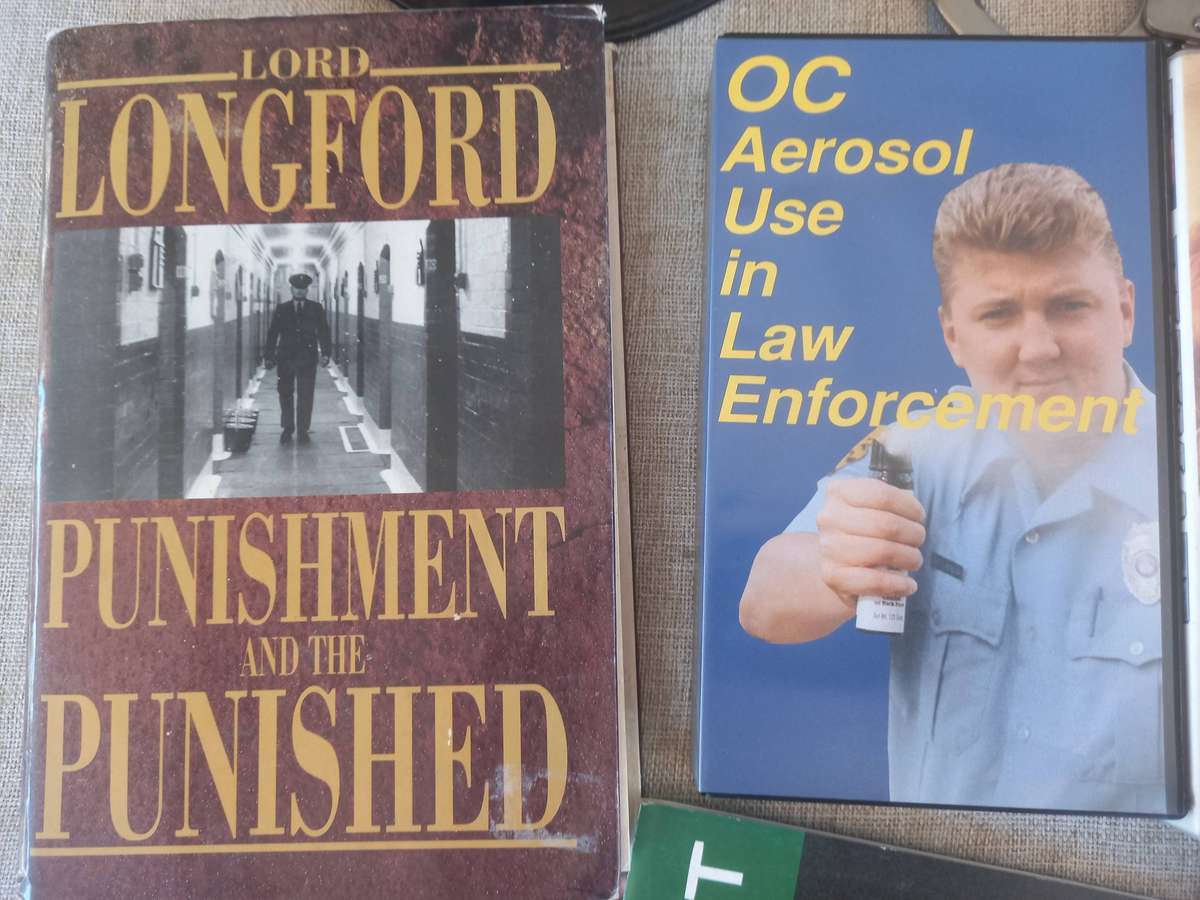 LORD
LONGFORD
PUNISHMENT
AND THE
PUNISHED
OC
Aerosol
Use
in
Law
Enforcement
T